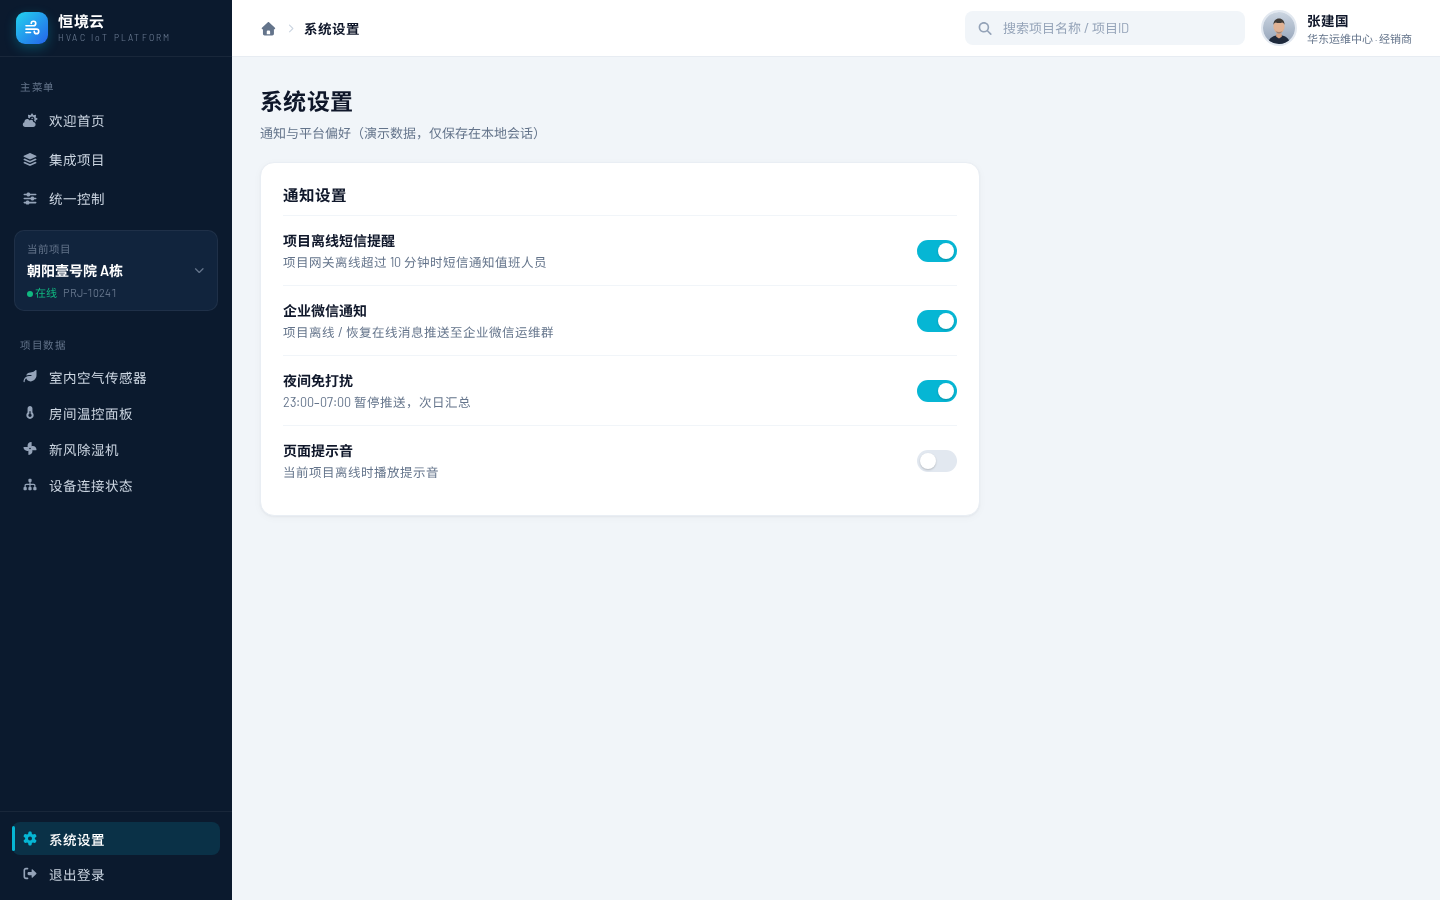 恒境云
HVAC IoT PLATFORM
主菜单
欢迎首页
集成项目
统一控制
当前项目
朝阳壹号院 A栋
在线 PRJ-10241
项目数据
室内空气传感器
房间温控面板
新风除湿机
设备连接状态
系统设置
退出登录
系统设置
搜索项目名称 / 项目ID
张建国
华东运维中心 · 经销商
系统设置
通知与平台偏好（演示数据，仅保存在本地会话）
通知设置
项目离线短信提醒
项目网关离线超过 10 分钟时短信通知值班人员
企业微信通知
项目离线 / 恢复在线消息推送至企业微信运维群
夜间免打扰
23:00–07:00 暂停推送，次日汇总
页面提示音
当前项目离线时播放提示音